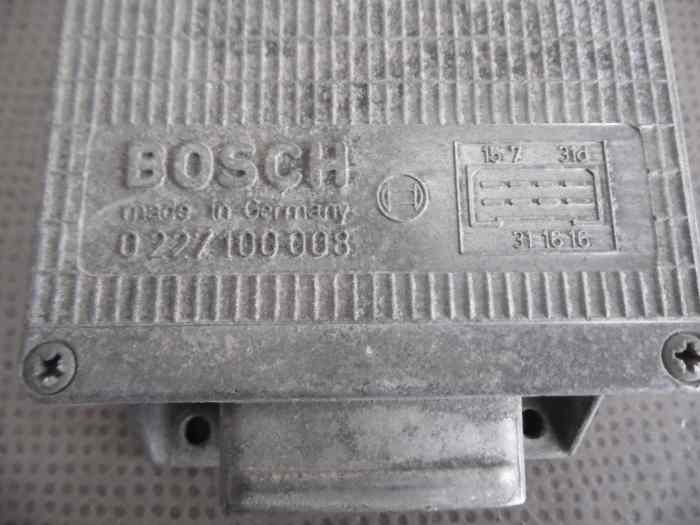 BOSCH
made in Germany
0 227 100 008
15 7 31d
31 16 16